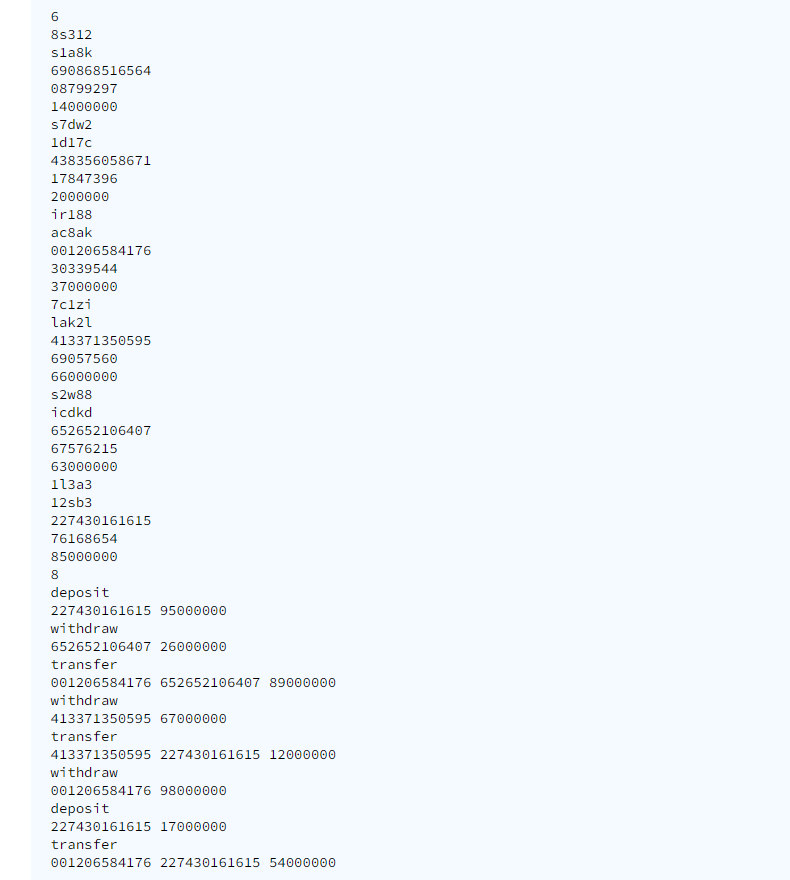 6
8s312
s1a8k
690868516564
08799297
14000000
s7dw2
1d17c
438356058671
17847396
2000000
ir188
ac8ak
001206584176
30339544
37000000
7c1zi
lak2l
413371350595
69057560
66000000
s2w88
icdkd
652652106407
67576215
63000000
1l3a3
12sb3
227430161615
76168654
85000000
8
deposit
227430161615 95000000
withdraw
652652106407 26000000
transfer
001206584176 652652106407 89000000
withdraw
413371350595 67000000
transfer
413371350595 227430161615 12000000
withdraw
001206584176 98000000
deposit
227430161615 17000000
transfer
001206584176 227430161615 54000000